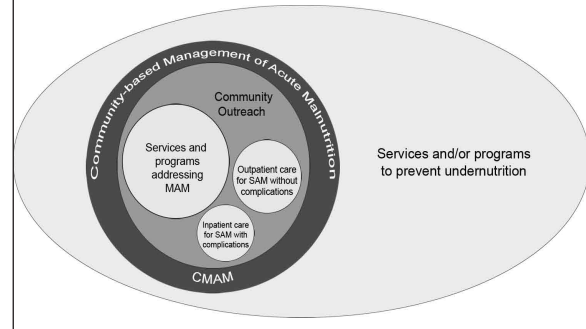 Community-based Management of Acute Malnutrition
Community
Outreach
Services and
programs
addressing
MAM
Outpatient care
for SAM without
complications
Inpatient care
for SAM with
complications
CMAM
Services and/or programs
to prevent undernutrition